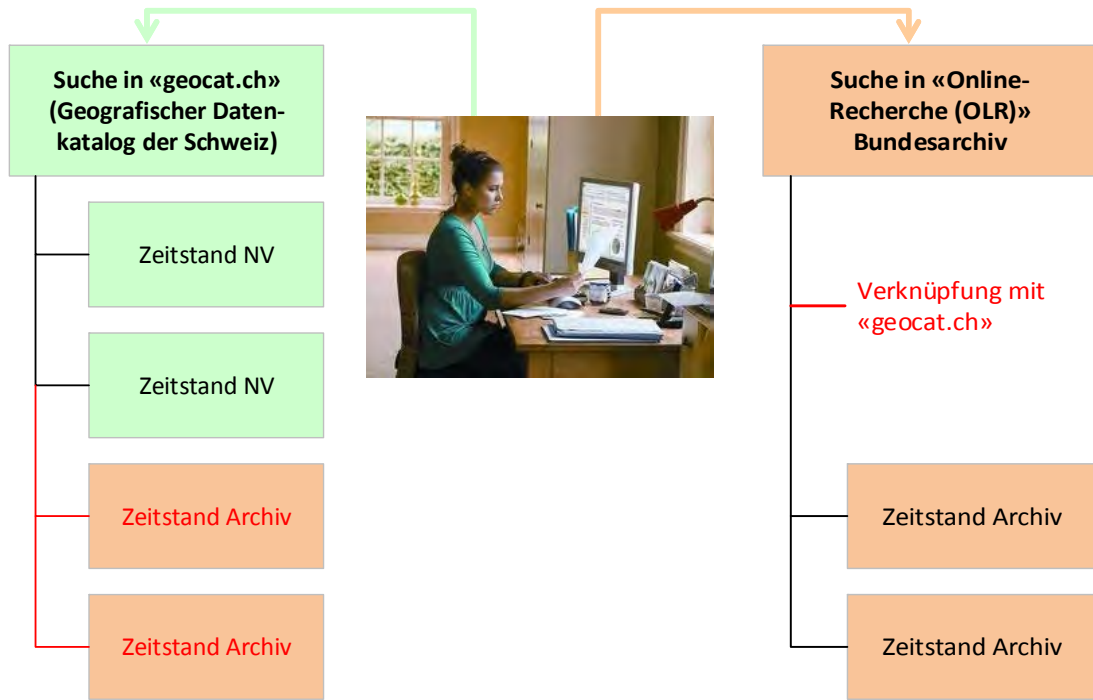 Suche in «geocat.ch»
(Geografischer Daten-
katalog der Schweiz)
Zeitstand NV
Zeitstand NV
Zeitstand Archiv
Zeitstand Archiv
Suche in «Online-
Recherche (OLR)»
Bundesarchiv
Verknüpfung mit
«geocat.ch»
Zeitstand Archiv
Zeitstand Archiv